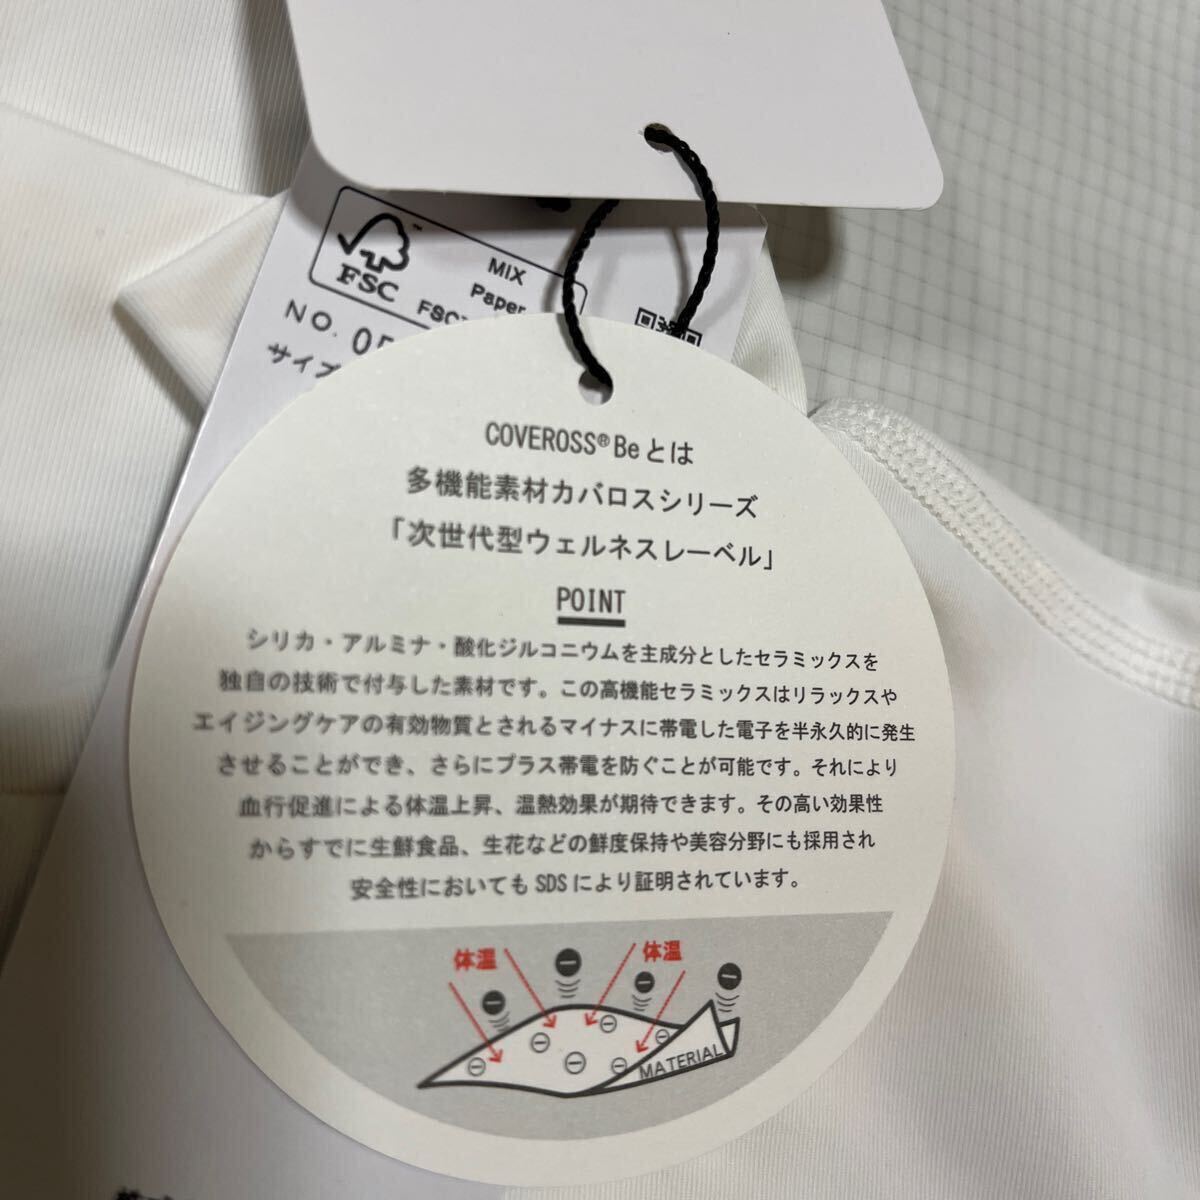 FSC
MIX
Paper
FSC
NO. 05
サイズ
COVEROSS®Beとは
多機能素材カバロスシリーズ
「次世代型ウェルネスレーベル」
POINT
シリカ・アルミナ・酸化ジルコニウムを主成分としたセラミックスを
独自の技術で付与した素材です。この高機能セラミックスはリラックスや
エイジングケアの有効物質とされるマイナスに帯電した電子を半永久的に発生
させることができ、さらにプラス帯電を防ぐことが可能です。それにより
血行促進による体温上昇、温熱効果が期待できます。その高い効果性
からすでに生鮮食品、生花などの鮮度保持や美容分野にも採用され
安全性においてもSDSにより証明されています。
体温
体温
MATERIAL